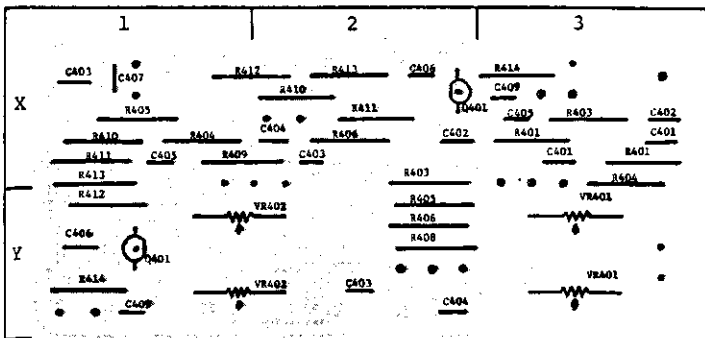 1 2 3
X
C403 C407 R412 R413 C406 R414
R410 Q401 C409
R405 R411 C405 R403 C402
R410 R404 C404 R406 C402 R401 C401
R411 C405 R409 C403 C401 R401
R413 R403 R404
R412 R405
VR402 VR401
R406
Y
C406 Q401 R408
R414 VR402 C403 VR401
C409 C404